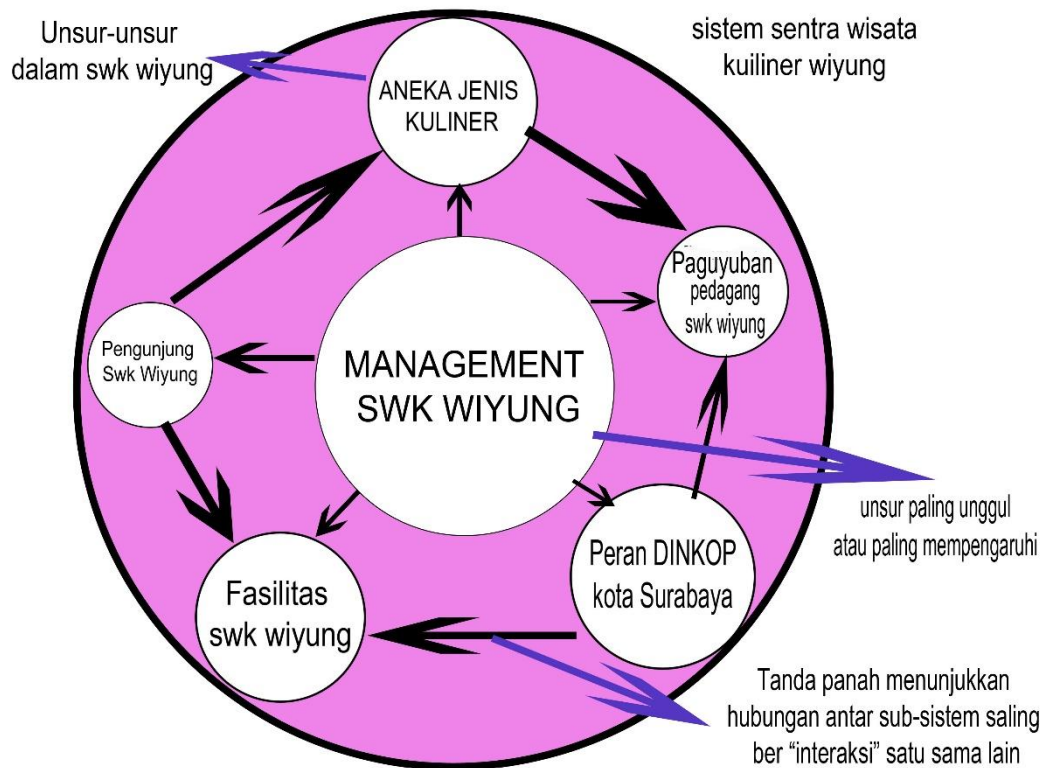 Unsur-unsur
dalam swk wiyung
sistem sentra wisata
kuiliner wiyung
ANEKA JENIS
KULINER
Paguyuban
pedagang
swk wiyung
Pengunjung
Swk Wiyung
MANAGEMENT
SWK WIYUNG
unsur paling unggul
atau paling mempengaruhi
Peran DINKOP
kota Surabaya
Fasilitas
swk wiyung
Tanda panah menunjukkan
hubungan antar sub-sistem saling
ber “interaksi” satu sama lain